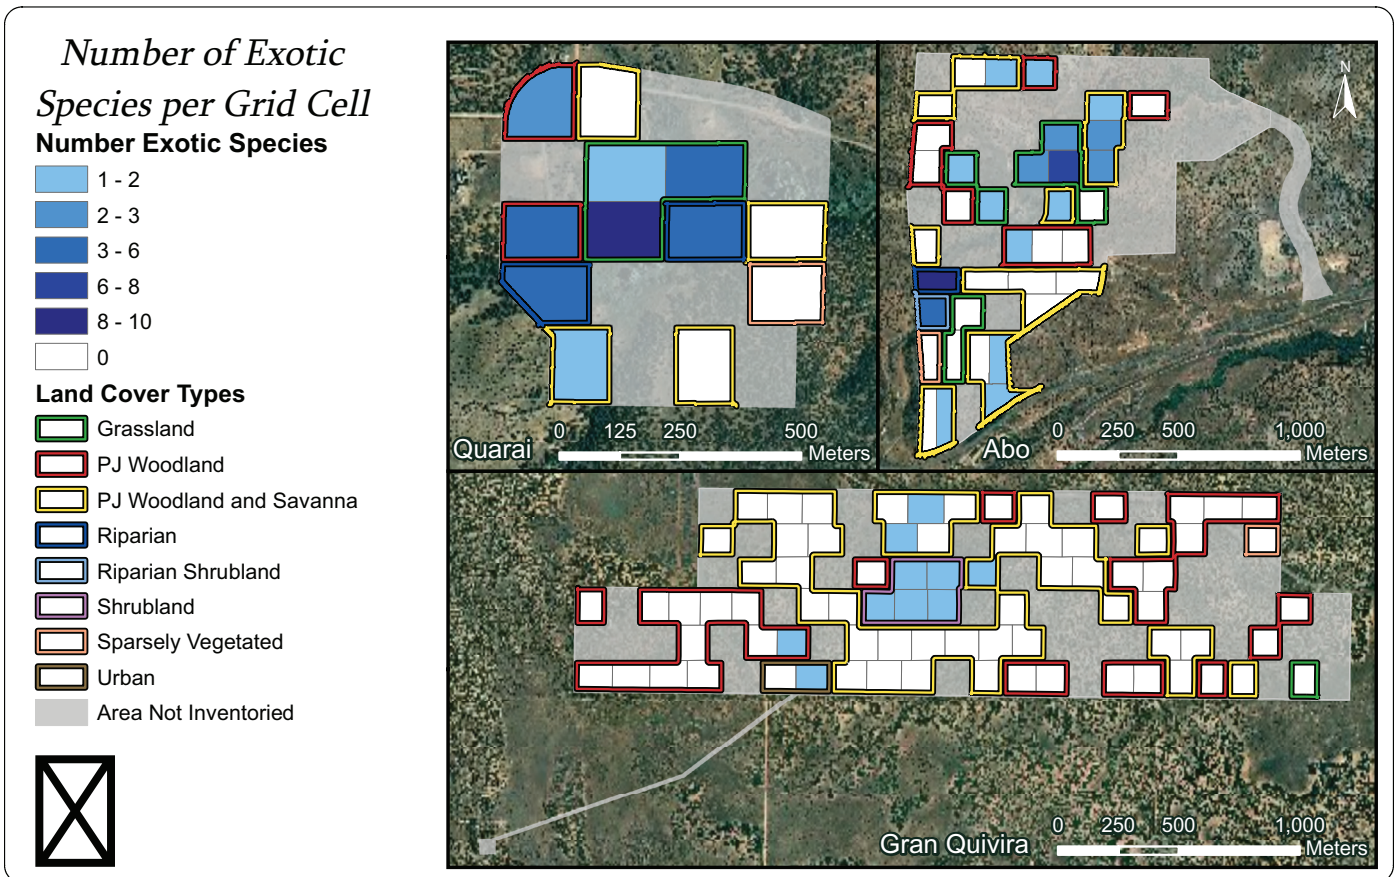 Number of Exotic
Species per Grid Cell
Number Exotic Species
1 - 2
2 - 3
3 - 6
6 - 8
8 - 10
0
Land Cover Types
Grassland
PJ Woodland
PJ Woodland and Savanna
Riparian
Riparian Shrubland
Shrubland
Sparsely Vegetated
Urban
Area Not Inventoried
Quarai
0 125 250 500
Meters
N
Abo
0 250 500 1,000
Meters
Gran Quivira
0 250 500 1,000
Meters